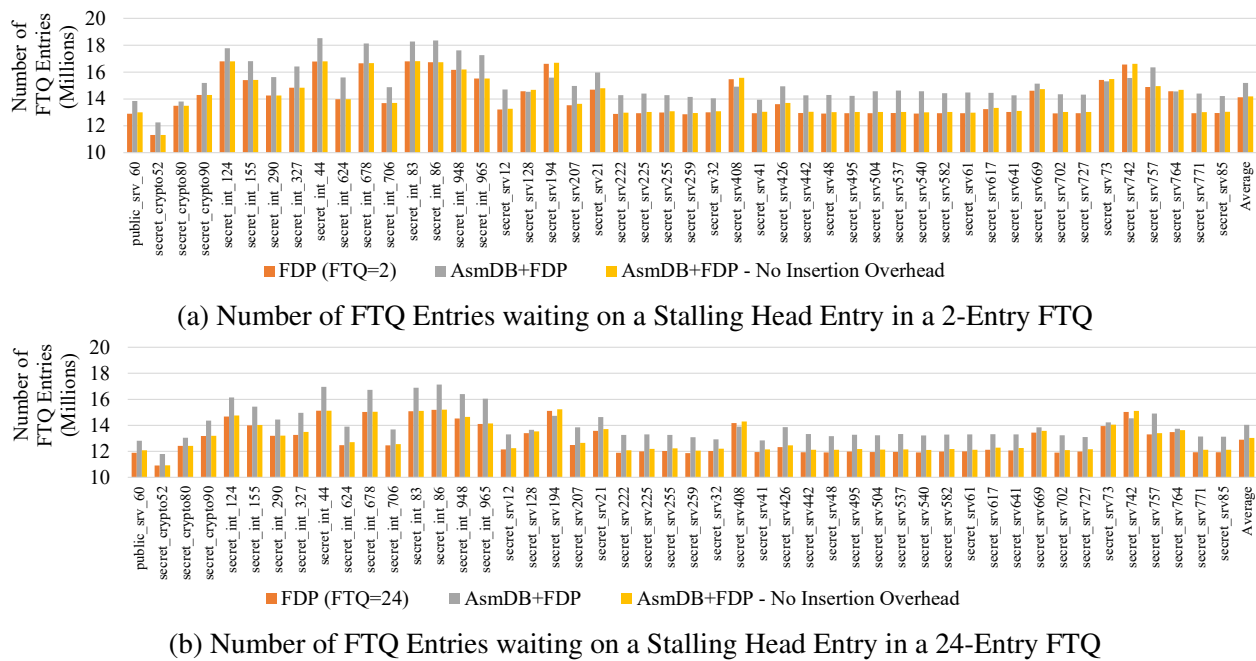 Number of
FTQ Entries
(Millions)
20
18
16
14
12
10
public_srv_60
secret_crypto52
secret_crypto80
secret_crypto90
secret_int_124
secret_int_155
secret_int_290
secret_int_327
secret_int_44
secret_int_624
secret_int_678
secret_int_706
secret_int_83
secret_int_86
secret_int_948
secret_int_965
secret_srv12
secret_srv128
secret_srv194
secret_srv207
secret_srv21
secret_srv222
secret_srv225
secret_srv255
secret_srv259
secret_srv32
secret_srv408
secret_srv41
secret_srv426
secret_srv442
secret_srv48
secret_srv495
secret_srv504
secret_srv537
secret_srv540
secret_srv582
secret_srv61
secret_srv617
secret_srv641
secret_srv669
secret_srv702
secret_srv727
secret_srv73
secret_srv742
secret_srv757
secret_srv764
secret_srv771
secret_srv85
Average
FDP (FTQ=2) AsmDB+FDP AsmDB+FDP - No Insertion Overhead
(a) Number of FTQ Entries waiting on a Stalling Head Entry in a 2-Entry FTQ
Number of
FTQ Entries
(Millions)
20
18
16
14
12
10
public_srv_60
secret_crypto52
secret_crypto80
secret_crypto90
secret_int_124
secret_int_155
secret_int_290
secret_int_327
secret_int_44
secret_int_624
secret_int_678
secret_int_706
secret_int_83
secret_int_86
secret_int_948
secret_int_965
secret_srv12
secret_srv128
secret_srv194
secret_srv207
secret_srv21
secret_srv222
secret_srv225
secret_srv255
secret_srv259
secret_srv32
secret_srv408
secret_srv41
secret_srv426
secret_srv442
secret_srv48
secret_srv495
secret_srv504
secret_srv537
secret_srv540
secret_srv582
secret_srv61
secret_srv617
secret_srv641
secret_srv669
secret_srv702
secret_srv727
secret_srv73
secret_srv742
secret_srv757
secret_srv764
secret_srv771
secret_srv85
Average
FDP (FTQ=24) AsmDB+FDP AsmDB+FDP - No Insertion Overhead
(b) Number of FTQ Entries waiting on a Stalling Head Entry in a 24-Entry FTQ